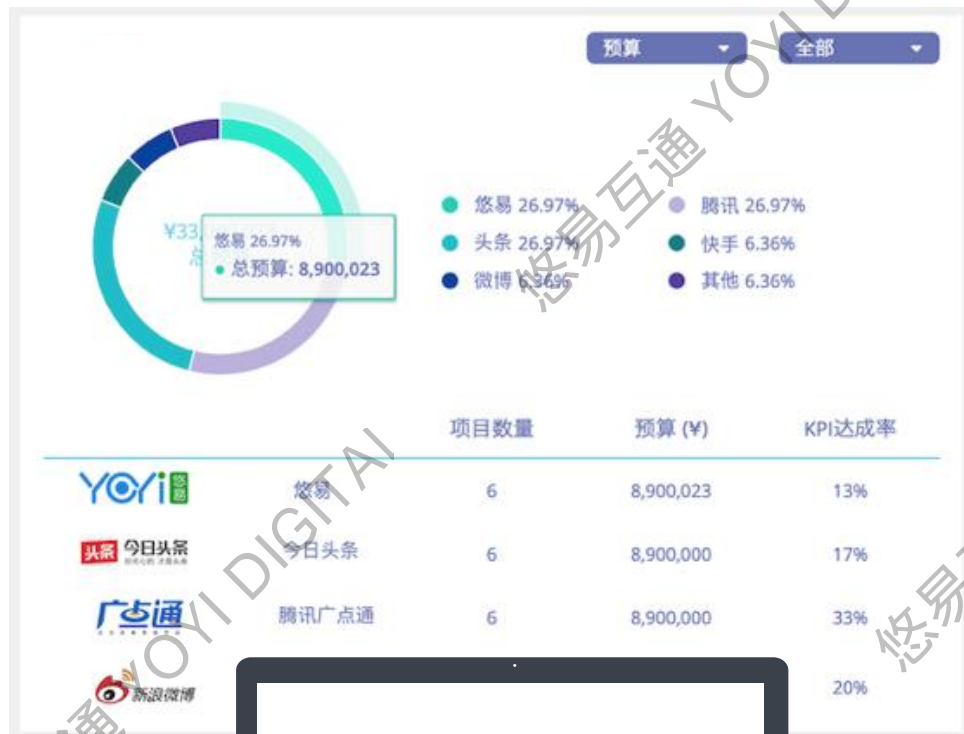 预算 全部
¥33,
悠易 26.97%
总预算: 8,900,023
悠易 26.97% 腾讯 26.97%
头条 26.97% 快手 6.36%
微博 6.36% 其他 6.36%
项目数量 预算 (¥) KPI达成率
YOYi 悠易 悠易 6 8,900,023 13%
头条 今日头条 今日头条 6 8,900,000 17%
广点通 腾讯广点通 6 8,900,000 33%
新浪微博 20%
悠易互通 YOYI D
通 YOYI DIGITAL
悠易互